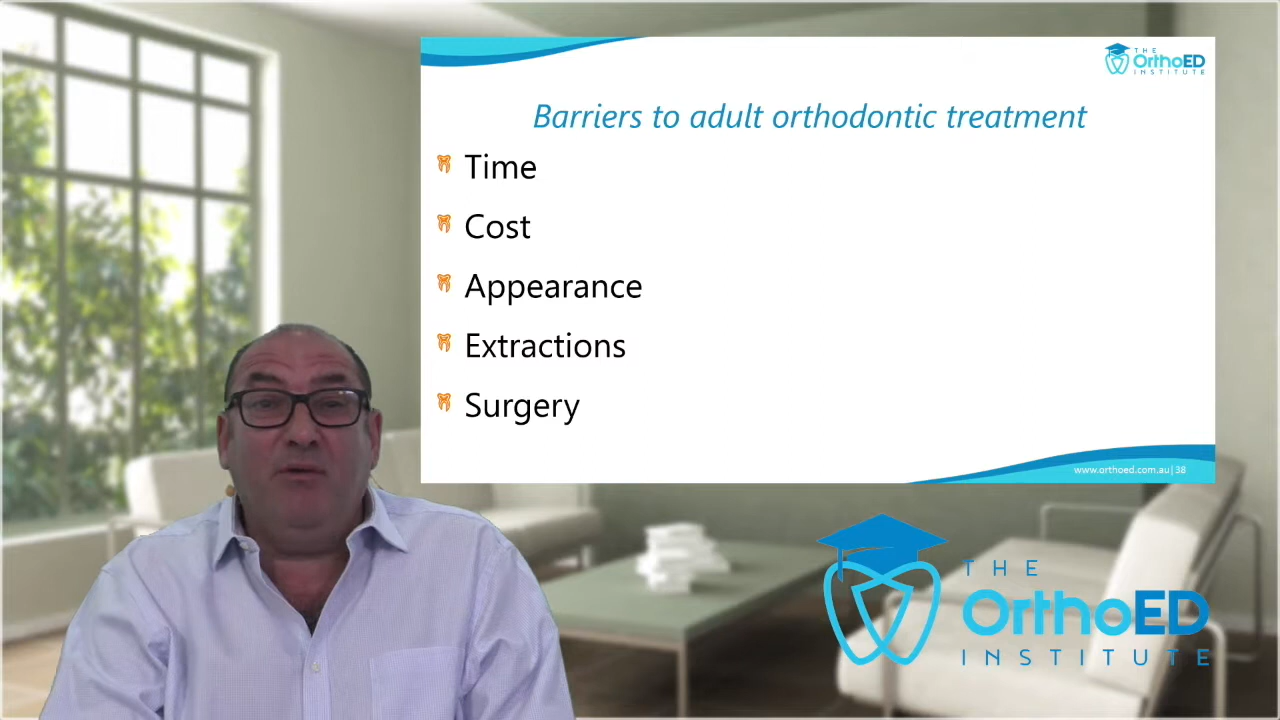 THE
OrthoED
INSTITUTE
Barriers to adult orthodontic treatment
Time
Cost
Appearance
Extractions
Surgery
www.orthoed.com.au| 38
THE
OrthoED
INSTITUTE